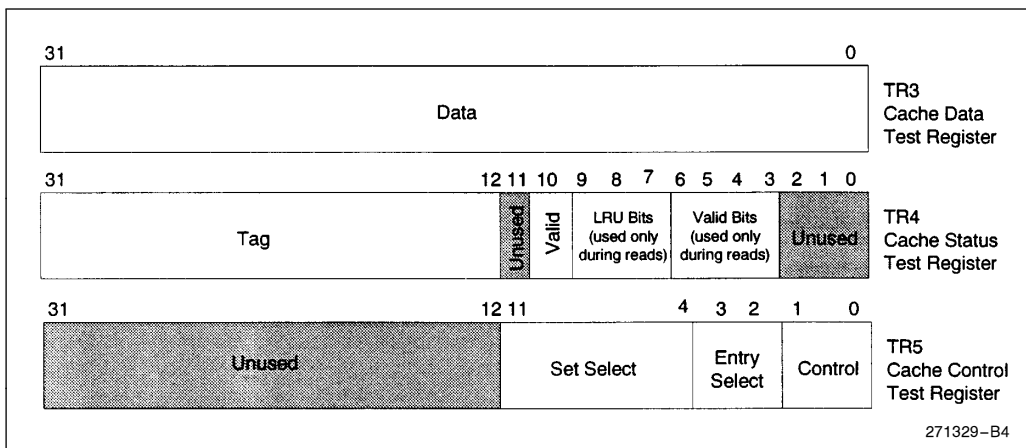 31 0
Data
TR3
Cache Data
Test Register
31 12 11 10 9 8 7 6 5 4 3 2 1 0
Tag
Unused
Valid
LRU Bits
(used only
during reads)
Valid Bits
(used only
during reads)
Unused
TR4
Cache Status
Test Register
31 12 11 4 3 2 1 0
Unused
Set Select
Entry
Select
Control
TR5
Cache Control
Test Register
271329–B4